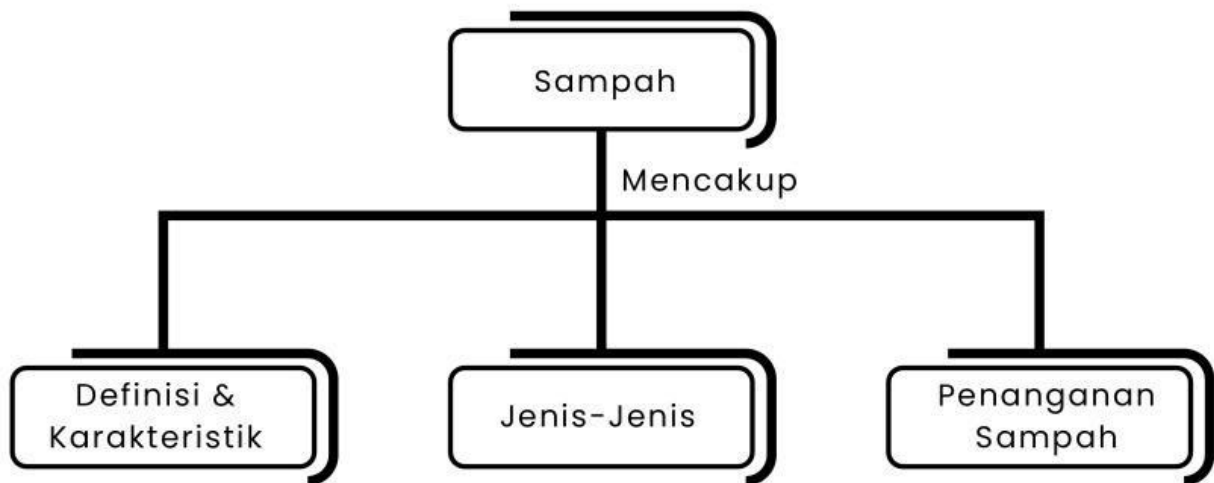 Sampah
Mencakup
Definisi &
Karakteristik
Jenis-Jenis
Penanganan
Sampah